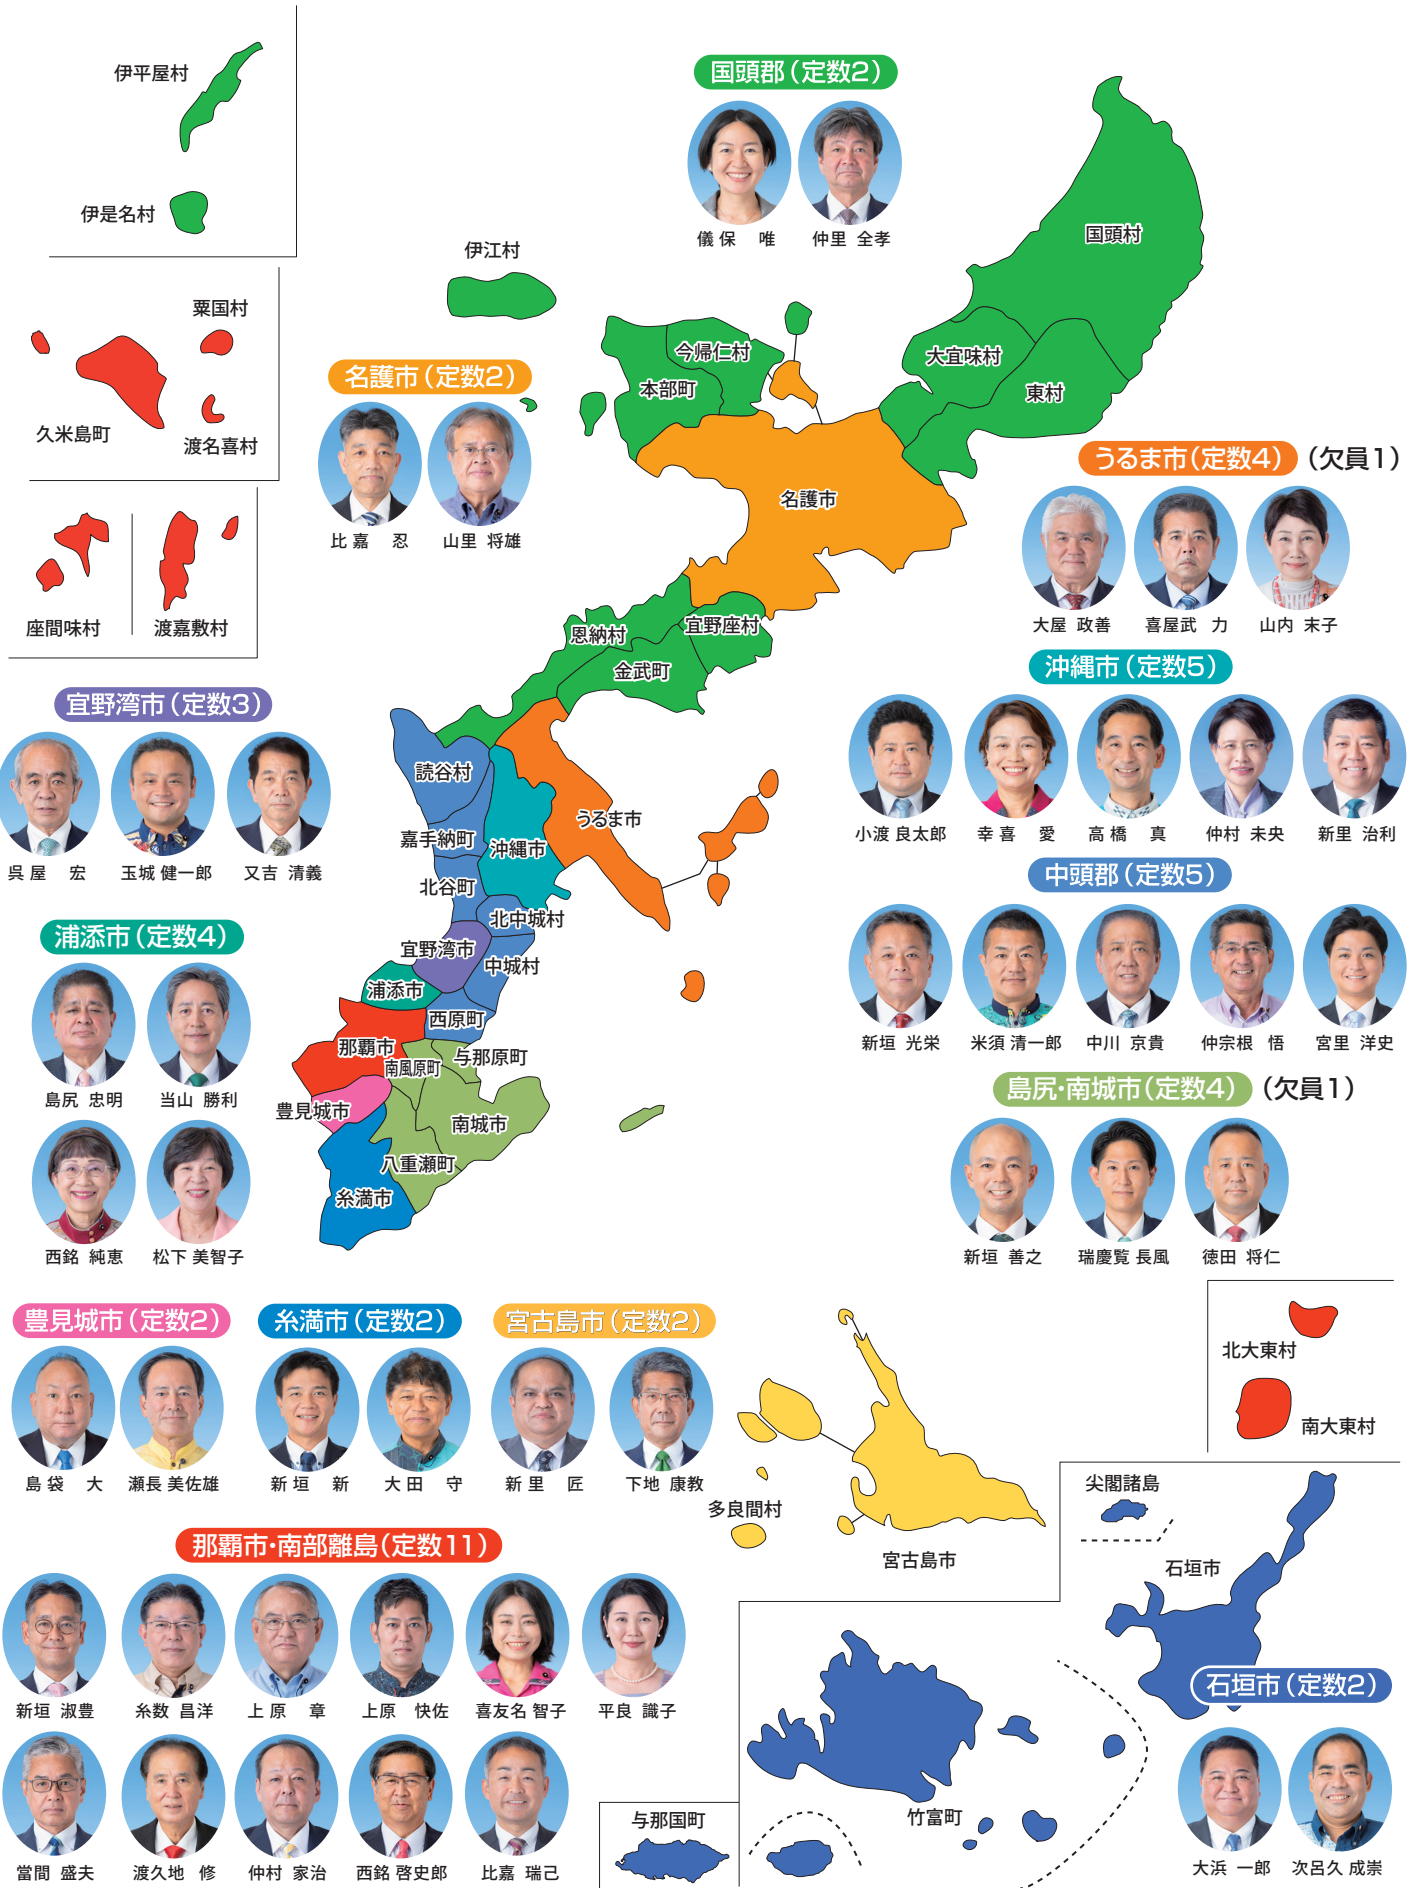 伊平屋村
伊是名村
粟国村
久米島町
渡名喜村
座間味村
渡嘉敷村
伊江村
国頭郡（定数2）
儀保 唯
仲里 全孝
国頭村
大宜味村
東村
今帰仁村
本部町
名護市（定数2）
比嘉 忍
山里 将雄
名護市
うるま市（定数4）（欠員1）
大屋 政善
喜屋武 力
山内 末子
恩納村
宜野座村
金武町
沖縄市（定数5）
小渡 良太郎
幸喜 愛
高橋 真
仲村 未央
新里 治利
宜野湾市（定数3）
呉屋 宏
玉城 健一郎
又吉 清義
読谷村
嘉手納町
沖縄市
うるま市
北谷町
北中城村
宜野湾市
中城村
浦添市
西原町
那覇市
南風原町
与那原町
豊見城市
南城市
八重瀬町
糸満市
中頭郡（定数5）
新垣 光栄
米須 清一郎
中川 京貴
仲宗根 悟
宮里 洋史
浦添市（定数4）
島尻 忠明
当山 勝利
西銘 純恵
松下 美智子
島尻・南城市（定数4）（欠員1）
新垣 善之
瑞慶覧 長風
徳田 将仁
豊見城市（定数2）
島袋 大
瀬長 美佐雄
糸満市（定数2）
新垣 新
大田 守
宮古島市（定数2）
新里 匠
下地 康教
北大東村
南大東村
多良間村
宮古島市
那覇市・南部離島（定数11）
新垣 淑豊
糸数 昌洋
上原 章
上原 快佐
喜友名 智子
平良 識子
當間 盛夫
渡久地 修
仲村 家治
西銘 啓史郎
比嘉 瑞己
尖閣諸島
石垣市
石垣市（定数2）
大浜 一郎
次呂久 成崇
与那国町
竹富町